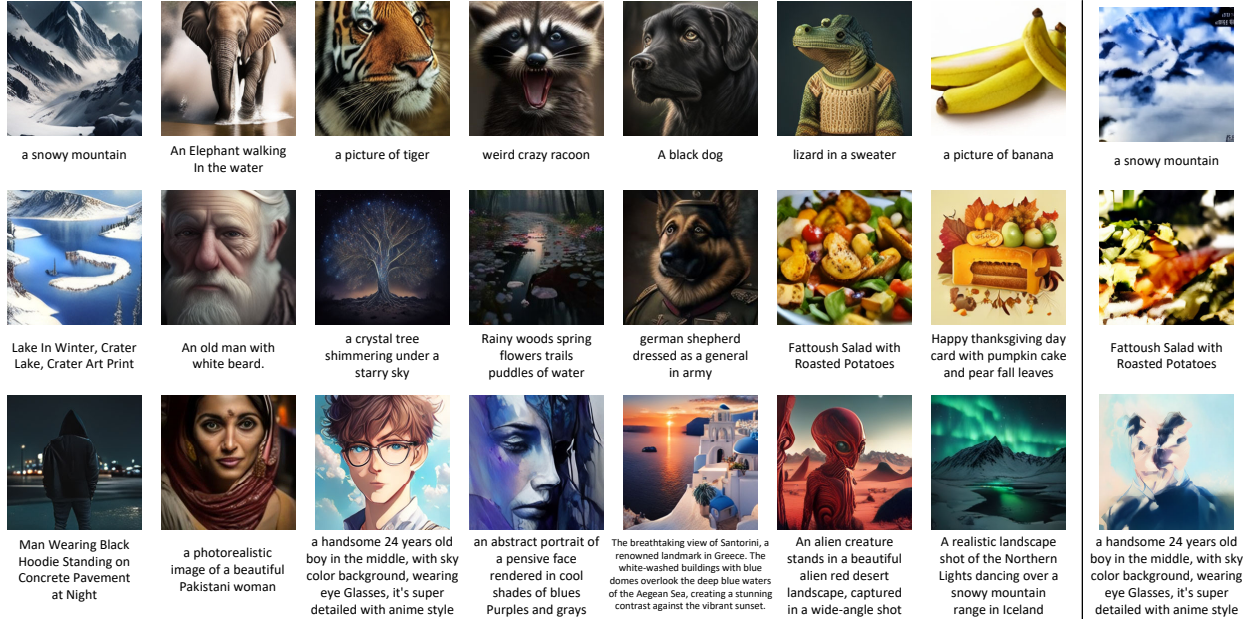 a snowy mountain
An Elephant walking
In the water
a picture of tiger
weird crazy racoon
A black dog
lizard in a sweater
a picture of banana
a snowy mountain
Lake In Winter, Crater
Lake, Crater Art Print
An old man with
white beard.
a crystal tree
shimmering under a
starry sky
Rainy woods spring
flowers trails
puddles of water
german shepherd
dressed as a general
in army
Fattoush Salad with
Roasted Potatoes
Happy thanksgiving day
card with pumpkin cake
and pear fall leaves
Fattoush Salad with
Roasted Potatoes
Man Wearing Black
Hoodie Standing on
Concrete Pavement
at Night
a photorealistic
image of a beautiful
Pakistani woman
a handsome 24 years old
boy in the middle, with sky
color background, wearing
eye Glasses, it's super
detailed with anime style
an abstract portrait of
a pensive face
rendered in cool
shades of blues
Purples and grays
The breathtaking view of Santorini, a
renowned landmark in Greece. The
white-washed buildings with blue
domes overlook the deep blue waters
of the Aegean Sea, creating a stunning
contrast against the vibrant sunset.
An alien creature
stands in a beautiful
alien red desert
landscape, captured
in a wide-angle shot
A realistic landscape
shot of the Northern
Lights dancing over a
snowy mountain
range in Iceland
a handsome 24 years old
boy in the middle, with sky
color background, wearing
eye Glasses, it's super
detailed with anime style